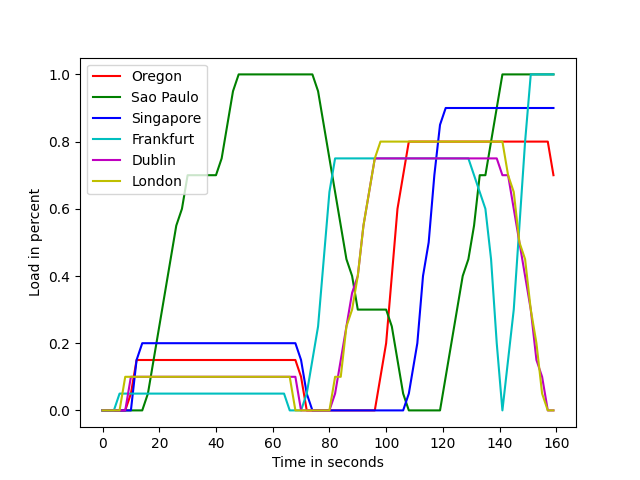 1.0
0.8
0.6
0.4
0.2
0.0
Load in percent
Oregon
Sao Paulo
Singapore
Frankfurt
Dublin
London
0 20 40 60 80 100 120 140 160
Time in seconds